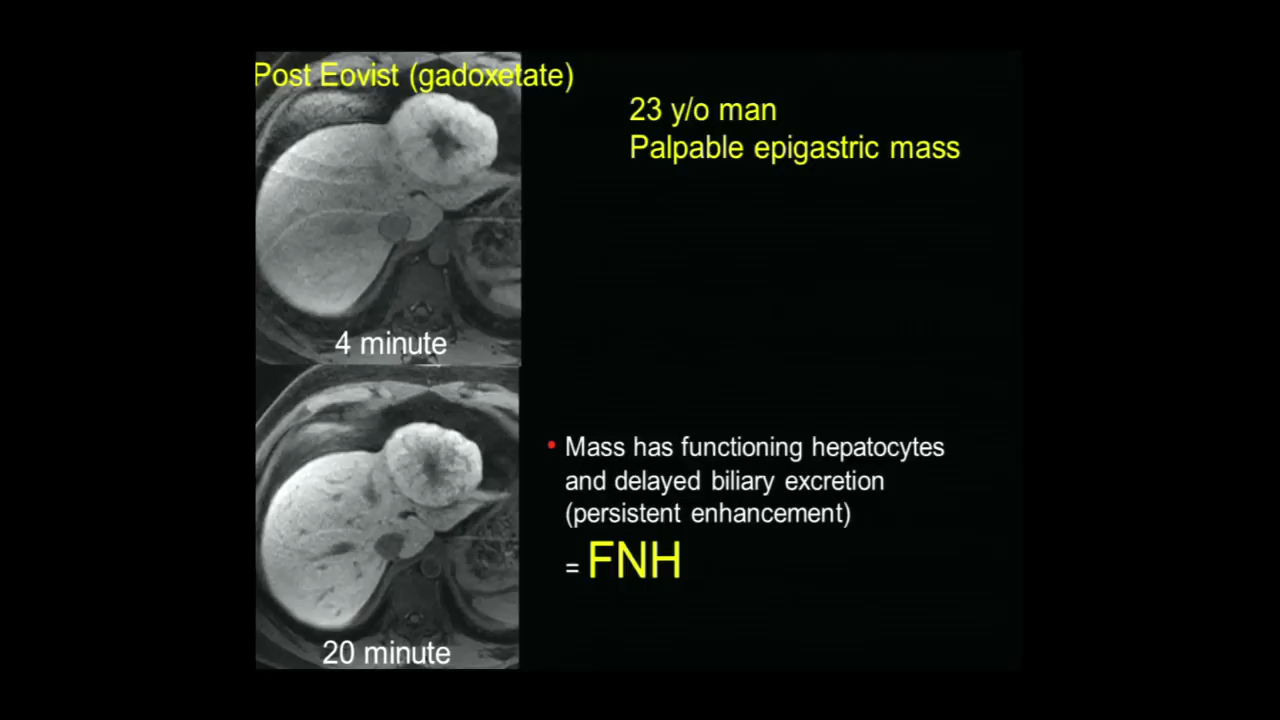 Post Eovist (gadoxetate)
23 y/o man
Palpable epigastric mass
4 minute
• Mass has functioning hepatocytes
and delayed biliary excretion
(persistent enhancement)
= FNH
20 minute